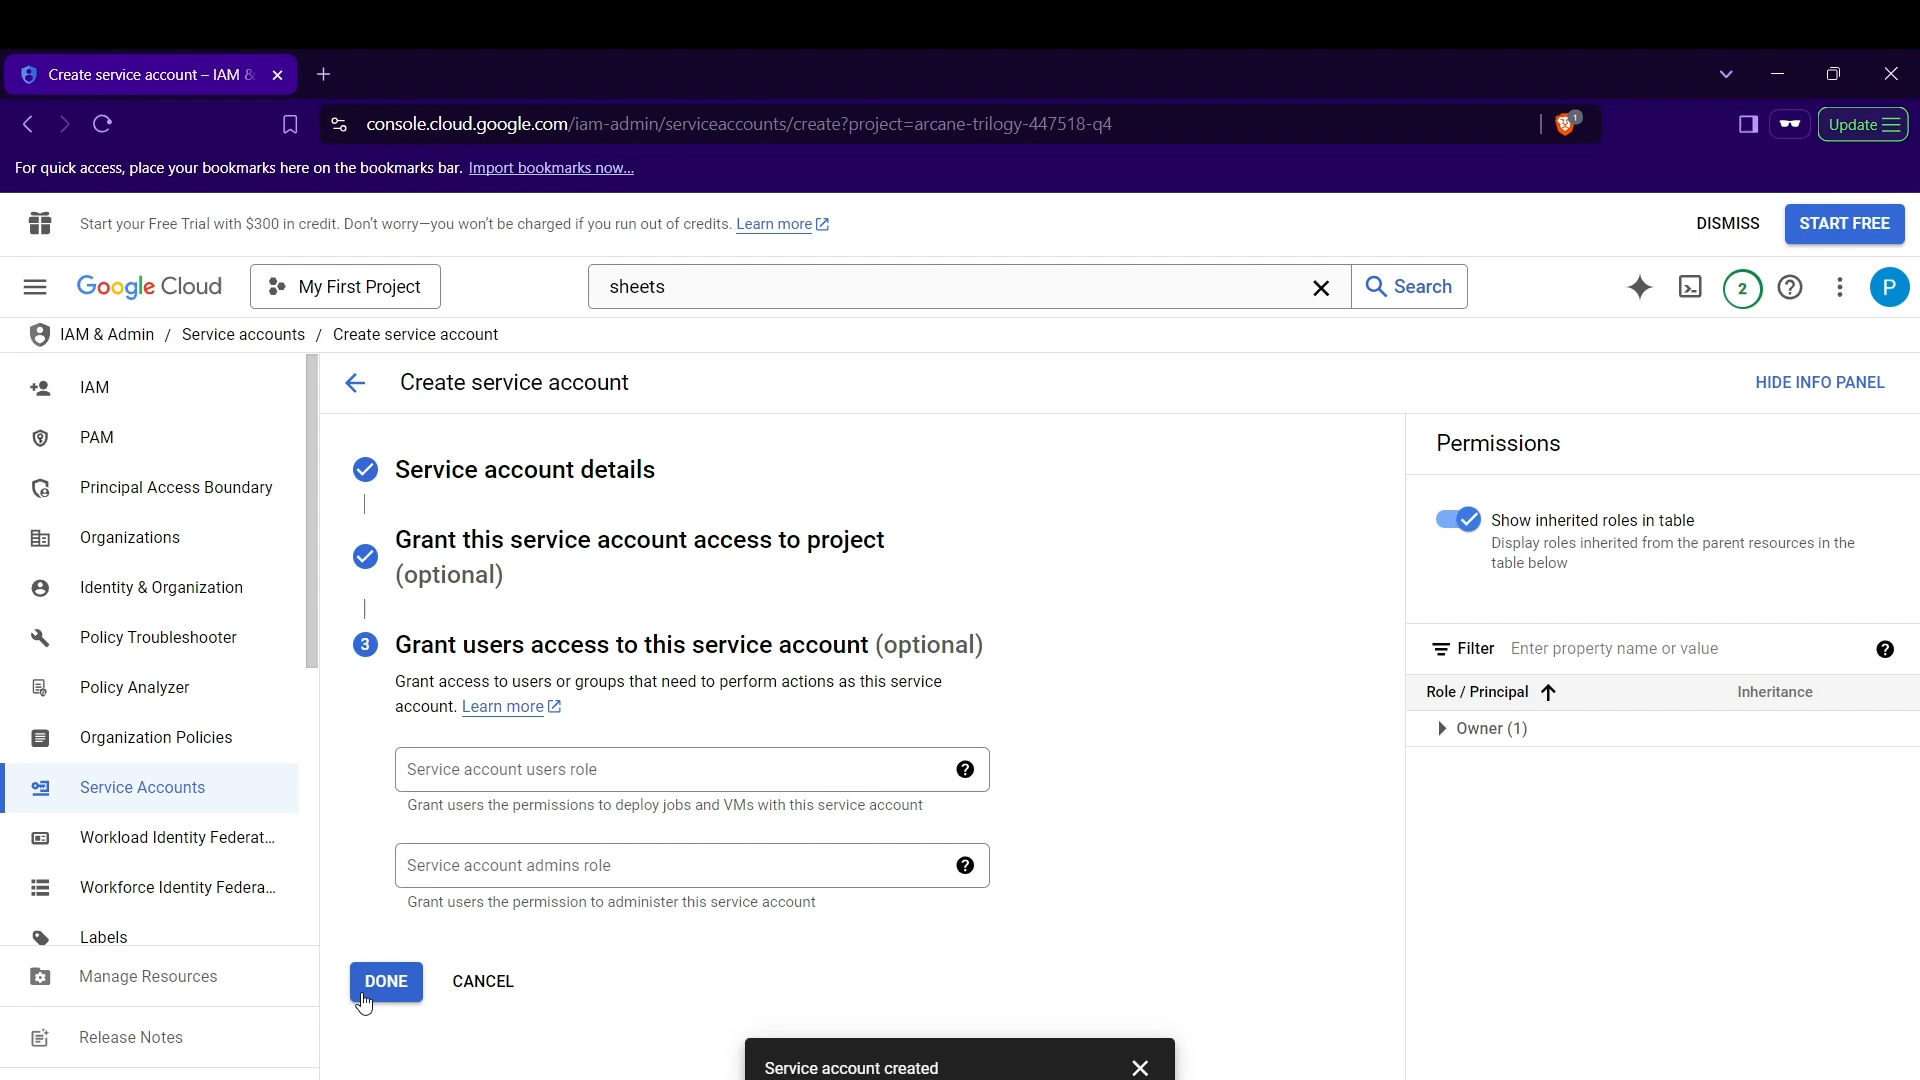 Create service account – IAM &
console.cloud.google.com/iam-admin/serviceaccounts/create?project=arcane-trilogy-447518-q4
1
Update
For quick access, place your bookmarks here on the bookmarks bar. Import bookmarks now...
Start your Free Trial with $300 in credit. Don't worry—you won't be charged if you run out of credits. Learn more
DISMISS
START FREE
Google Cloud
My First Project
sheets
Search
2
P
IAM & Admin / Service accounts / Create service account
IAM
PAM
Principal Access Boundary
Organizations
Identity & Organization
Policy Troubleshooter
Policy Analyzer
Organization Policies
Service Accounts
Workload Identity Federat...
Workforce Identity Federa...
Labels
Manage Resources
Release Notes
Create service account
HIDE INFO PANEL
Service account details
Grant this service account access to project
(optional)
3 Grant users access to this service account (optional)
Grant access to users or groups that need to perform actions as this service
account. Learn more
Service account users role
Grant users the permissions to deploy jobs and VMs with this service account
Service account admins role
Grant users the permission to administer this service account
DONE
CANCEL
Service account created
Permissions
Show inherited roles in table
Display roles inherited from the parent resources in the
table below
Filter Enter property name or value
Role / Principal
Inheritance
Owner (1)